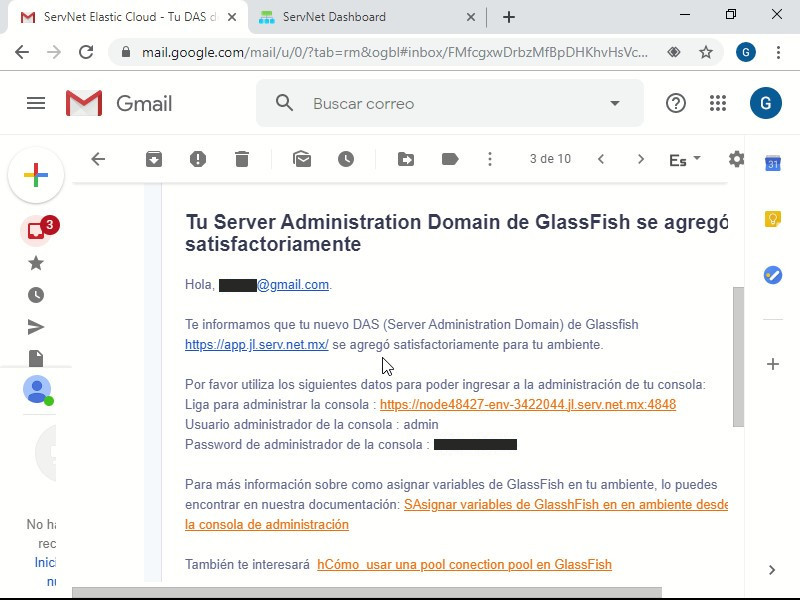 ServNet Elastic Cloud - Tu DAS d
ServNet Dashboard
mail.google.com/mail/u/0/?tab=rm&ogbl#inbox/FMfcgxwDrbzMfBpDHKhvHsVc...
G
Gmail
Buscar correo
G
3 de 10
Es
31
3
Tu Server Administration Domain de GlassFish se agregó
satisfactoriamente
Hola, @gmail.com.
Te informamos que tu nuevo DAS (Server Administration Domain) de Glassfish
https://app.jl.serv.net.mx/ se agregó satisfactoriamente para tu ambiente.
Por favor utiliza los siguientes datos para poder ingresar a la administración de tu consola:
Liga para administrar la consola : https://node48427-env-3422044.jl.serv.net.mx:4848
Usuario administrador de la consola : admin
Password de administrador de la consola :
Para más información sobre como asignar variables de GlassFish en tu ambiente, lo puedes
encontrar en nuestra documentación: SAsignar variables de GlasshFish en en ambiente desde
la consola de administración
También te interesará hCómo usar una pool conection pool en GlassFish
No ha
rec
Inici
nu